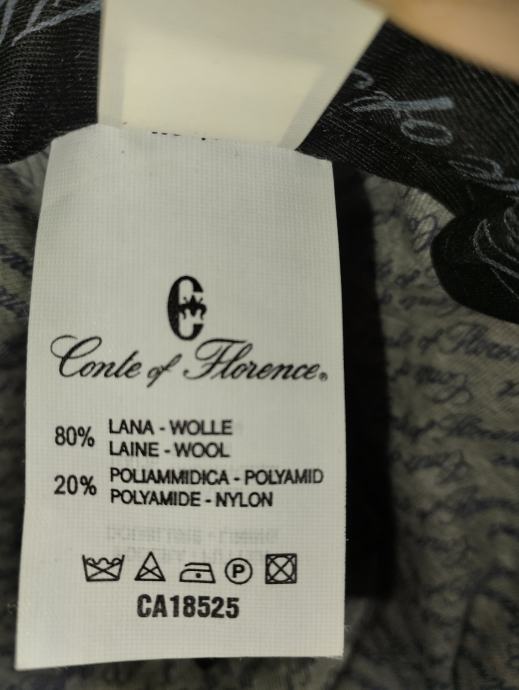 Conte of Florence®
80% LANA - WOLLE
LAINE - WOOL
20% POLIAMMIDICA - POLYAMID
POLYAMIDE - NYLON
P
CA18525